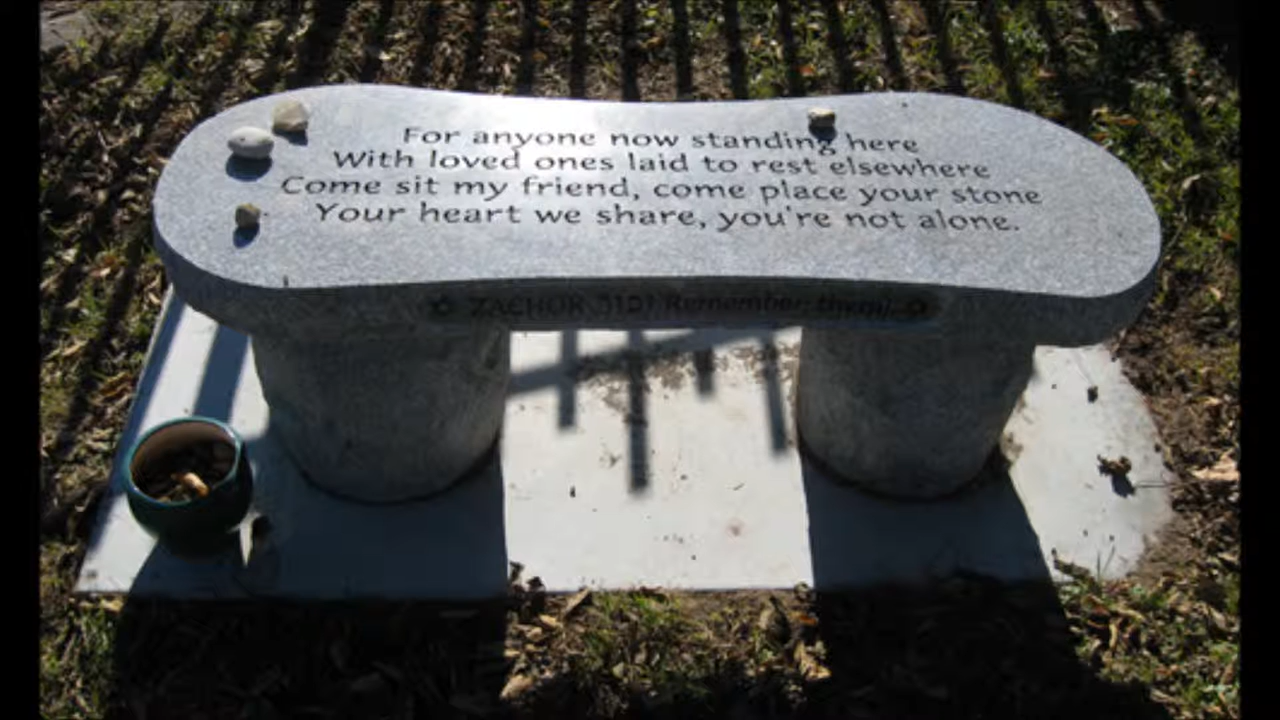 For anyone now standing here
With loved ones laid to rest elsewhere
Come sit my friend, come place your stone
Your heart we share, you're not alone.
ZACHOR Remember